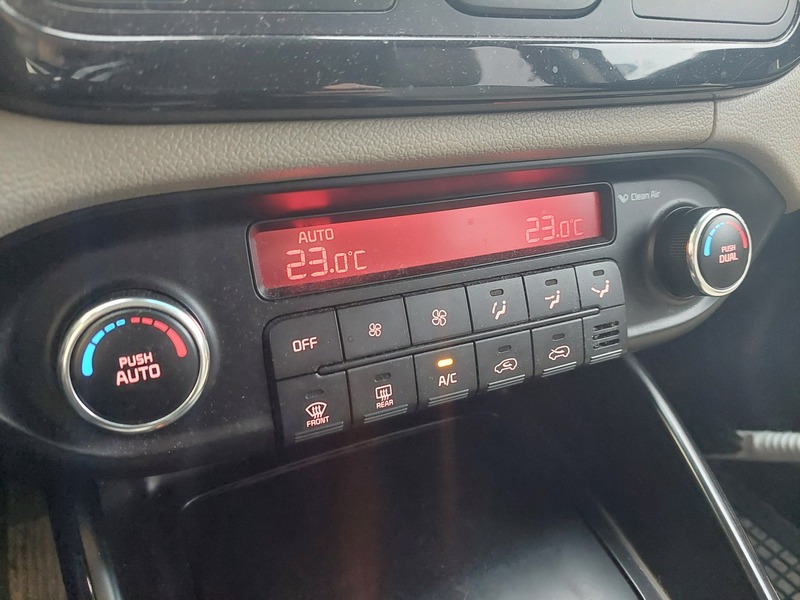 Clean Air
AUTO
23.0°C
23.0°C
PUSH
DUAL
OFF
PUSH
AUTO
A/C
REAR
FRONT